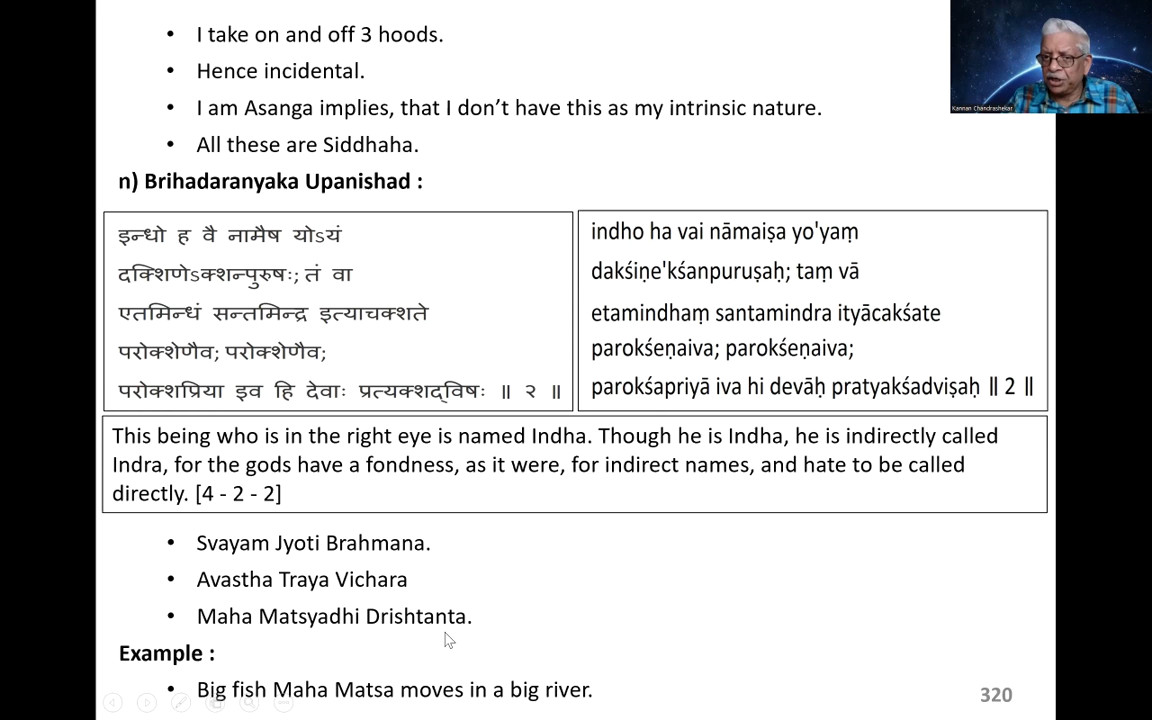 • I take on and off 3 hoods.
• Hence incidental.
• I am Asanga implies, that I don’t have this as my intrinsic nature.
• All these are Siddhaha.
Kannan Chandrashekar
n) Brihadaranyaka Upanishad :
इन्धो ह वै नामैष योऽयं
दक्शिणेऽक्शन्पुरुषः; तं वा
एतमिन्धं सन्तमिन्द्र इत्याचक्शते
परोक्शेणैव; परोक्शेणैव;
परोक्शप्रिया इव हि देवाः प्रत्यक्शद्विषः ॥ २ ॥
indho ha vai nāmaiṣa yo'yaṃ
dakśiṇe'kśanpuruṣaḥ; taṃ vā
etamindhaṃ santamindra ityācakśate
parokśeṇaiva; parokśeṇaiva;
parokśapriyā iva hi devāḥ pratyakśadviṣaḥ ॥ 2 ॥
This being who is in the right eye is named Indha. Though he is Indha, he is indirectly called
Indra, for the gods have a fondness, as it were, for indirect names, and hate to be called
directly. [4 - 2 - 2]
• Svayam Jyoti Brahmana.
• Avastha Traya Vichara
• Maha Matsyadhi Drishtanta.
Example :
• Big fish Maha Matsa moves in a big river.
320